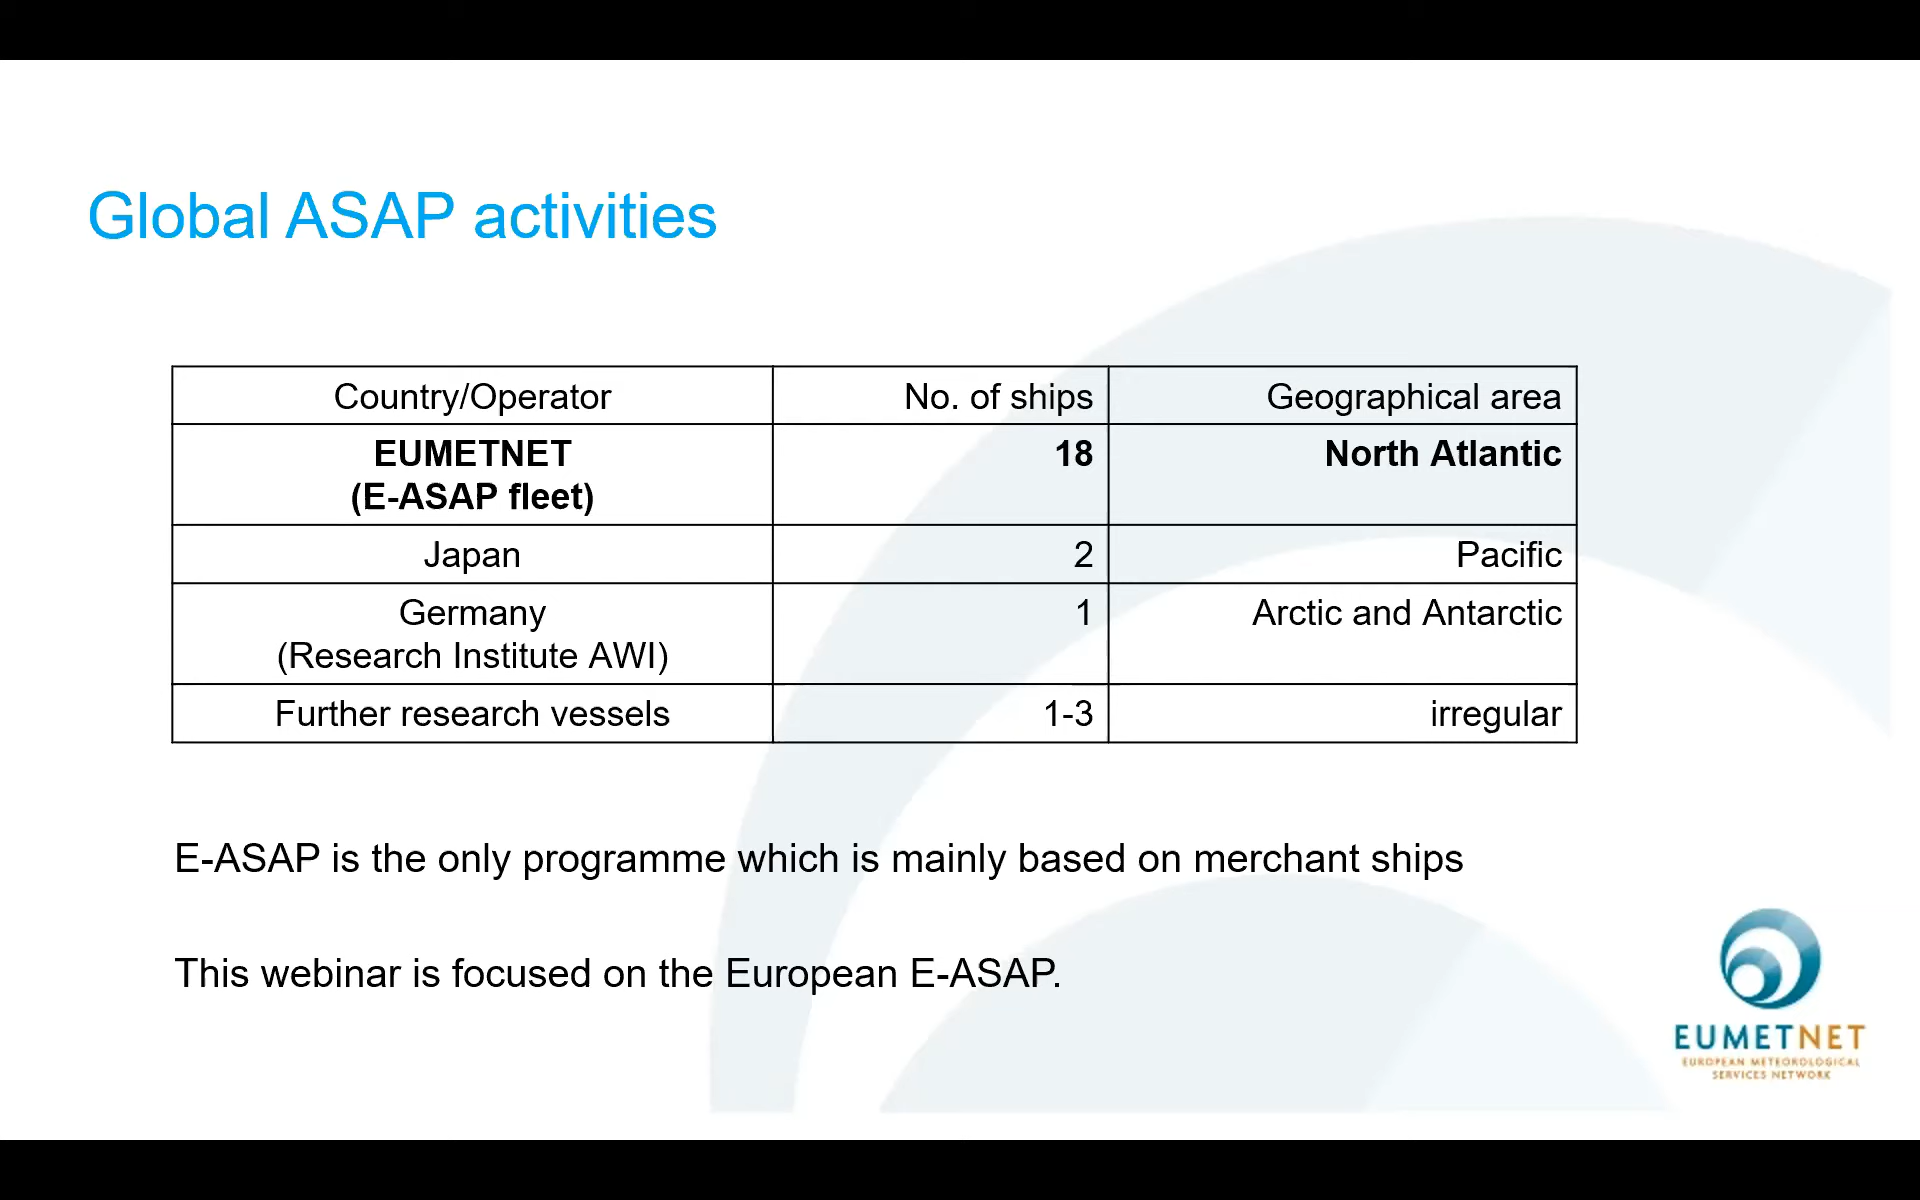 Global ASAP activities
Country/Operator No. of ships Geographical area
EUMETNET 18 North Atlantic
(E-ASAP fleet)
Japan 2 Pacific
Germany 1 Arctic and Antarctic
(Research Institute AWI)
Further research vessels 1-3 irregular
E-ASAP is the only programme which is mainly based on merchant ships
This webinar is focused on the European E-ASAP.
EUMETNET
EUROPEAN METEOROLOGICAL
SERVICES NETWORK